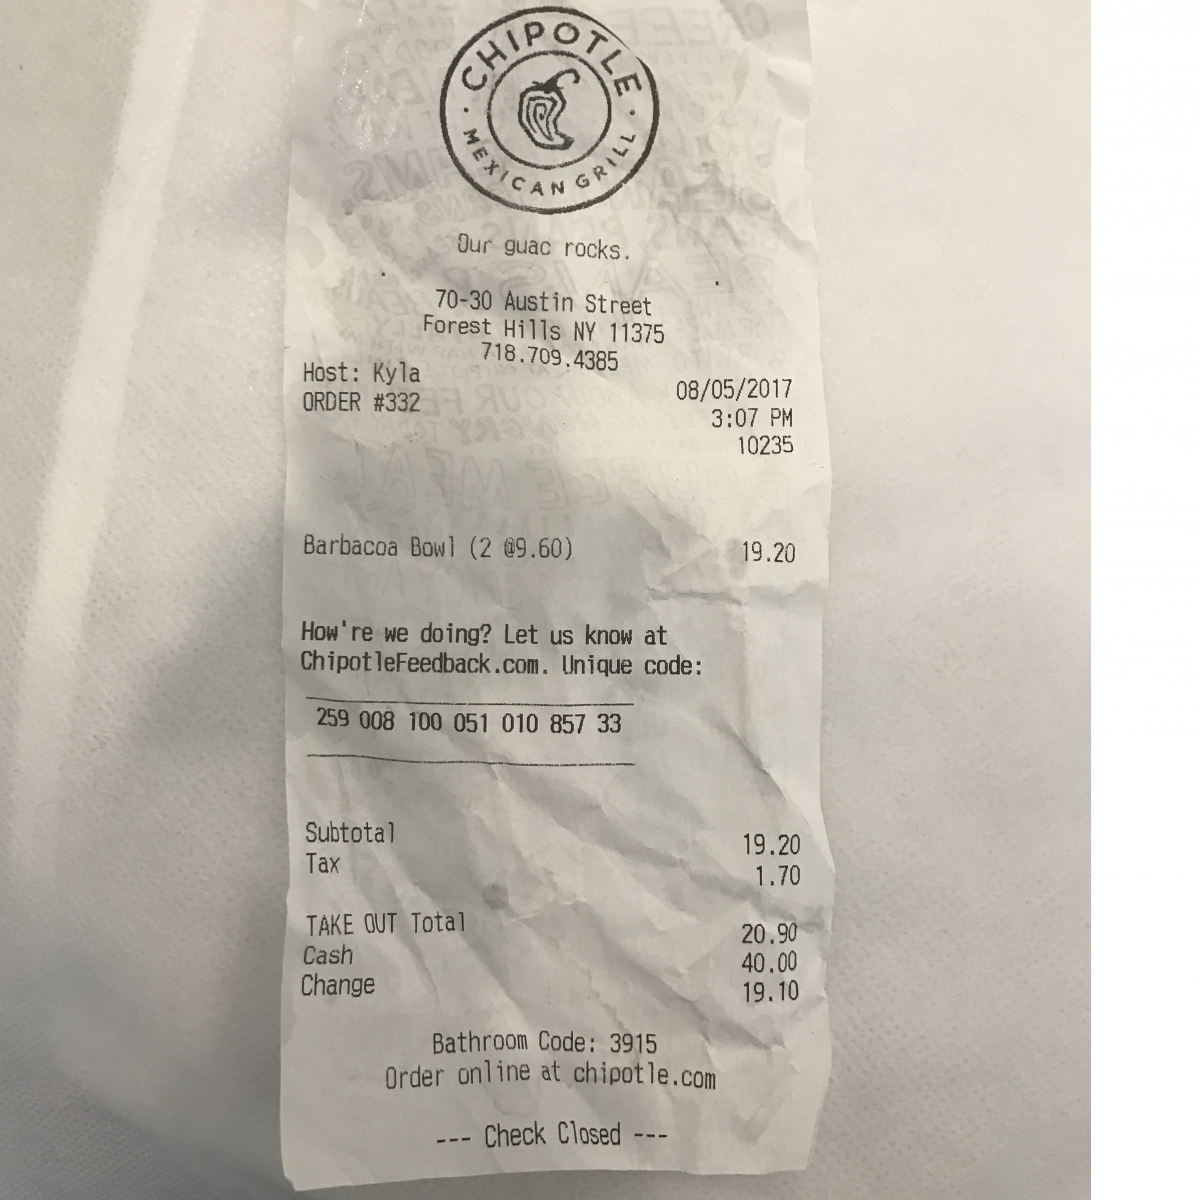 CHIPOTLE
MEXICAN GRILL
Our guac rocks.
70-30 Austin Street
Forest Hills NY 11375
718.709.4385
Host: Kyla
08/05/2017
ORDER #332
3:07 PM
10235
Barbacoa Bowl (2 @9.60) 19.20
How're we doing? Let us know at
ChipotleFeedback.com. Unique code:
259 008 100 051 010 857 33
Subtotal 19.20
Tax 1.70
TAKE OUT Total 20.90
Cash 40.00
Change 19.10
Bathroom Code: 3915
Order online at chipotle.com
--- Check Closed ---